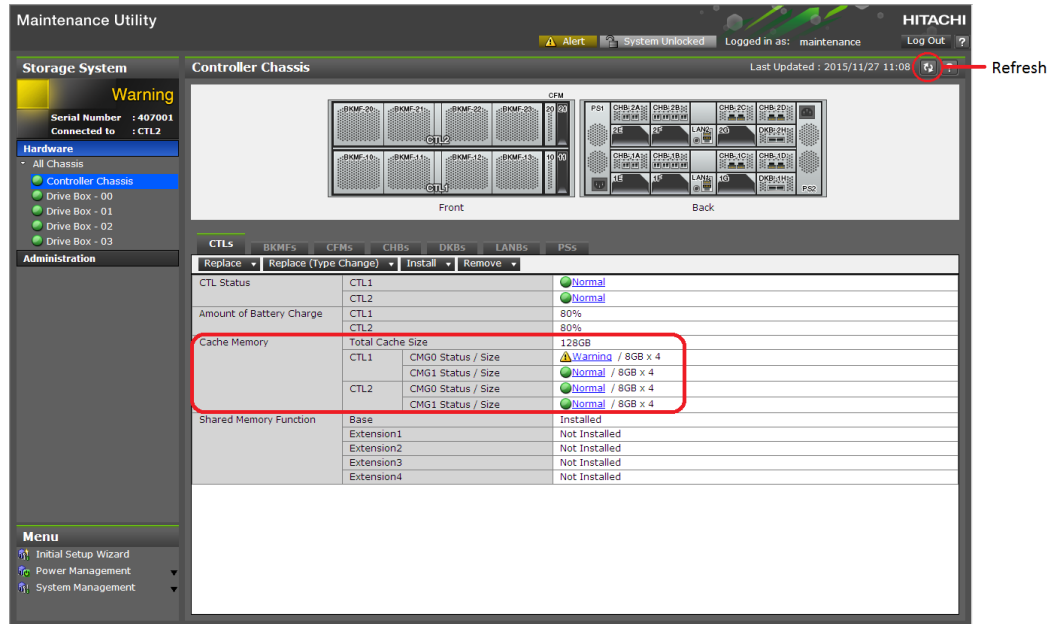 Maintenance Utility
HITACHI
Alert System Unlocked Logged in as: maintenance Log Out ?
Storage System
Warning
Serial Number : 407001
Connected to : CTL2
Hardware
- All Chassis
Controller Chassis
Drive Box - 00
Drive Box - 01
Drive Box - 02
Drive Box - 03
Administration
Controller Chassis Last Updated : 2015/11/27 11:08 ?
Refresh
CFM
BKMF-20 BKMF-21 BKMF-22 BKMF-23 20
CTL2
BKMF-10 BKMF-11 BKMF-12 BKMF-13 10
CTL1
Front
PS1 CHB-2A CHB-2B CHB-2C CHB-2D
2E 2F LAN2 2G DKB-2H
CHB-1A CHB-1B CHB-1C CHB-1D
1E 1F LAN1 1G DKB-1H PS2
Back
CTLs BKMFs CFMs CHBs DKBs LANBs PSs
Replace Replace (Type Change) Install Remove
CTL Status CTL1 Normal
CTL2 Normal
Amount of Battery Charge CTL1 80%
CTL2 80%
Cache Memory Total Cache Size 128GB
CTL1 CMG0 Status / Size Warning / 8GB x 4
CMG1 Status / Size Normal / 8GB x 4
CTL2 CMG0 Status / Size Normal / 8GB x 4
CMG1 Status / Size Normal / 8GB x 4
Shared Memory Function Base Installed
Extension1 Not Installed
Extension2 Not Installed
Extension3 Not Installed
Extension4 Not Installed
Menu
Initial Setup Wizard
Power Management
System Management